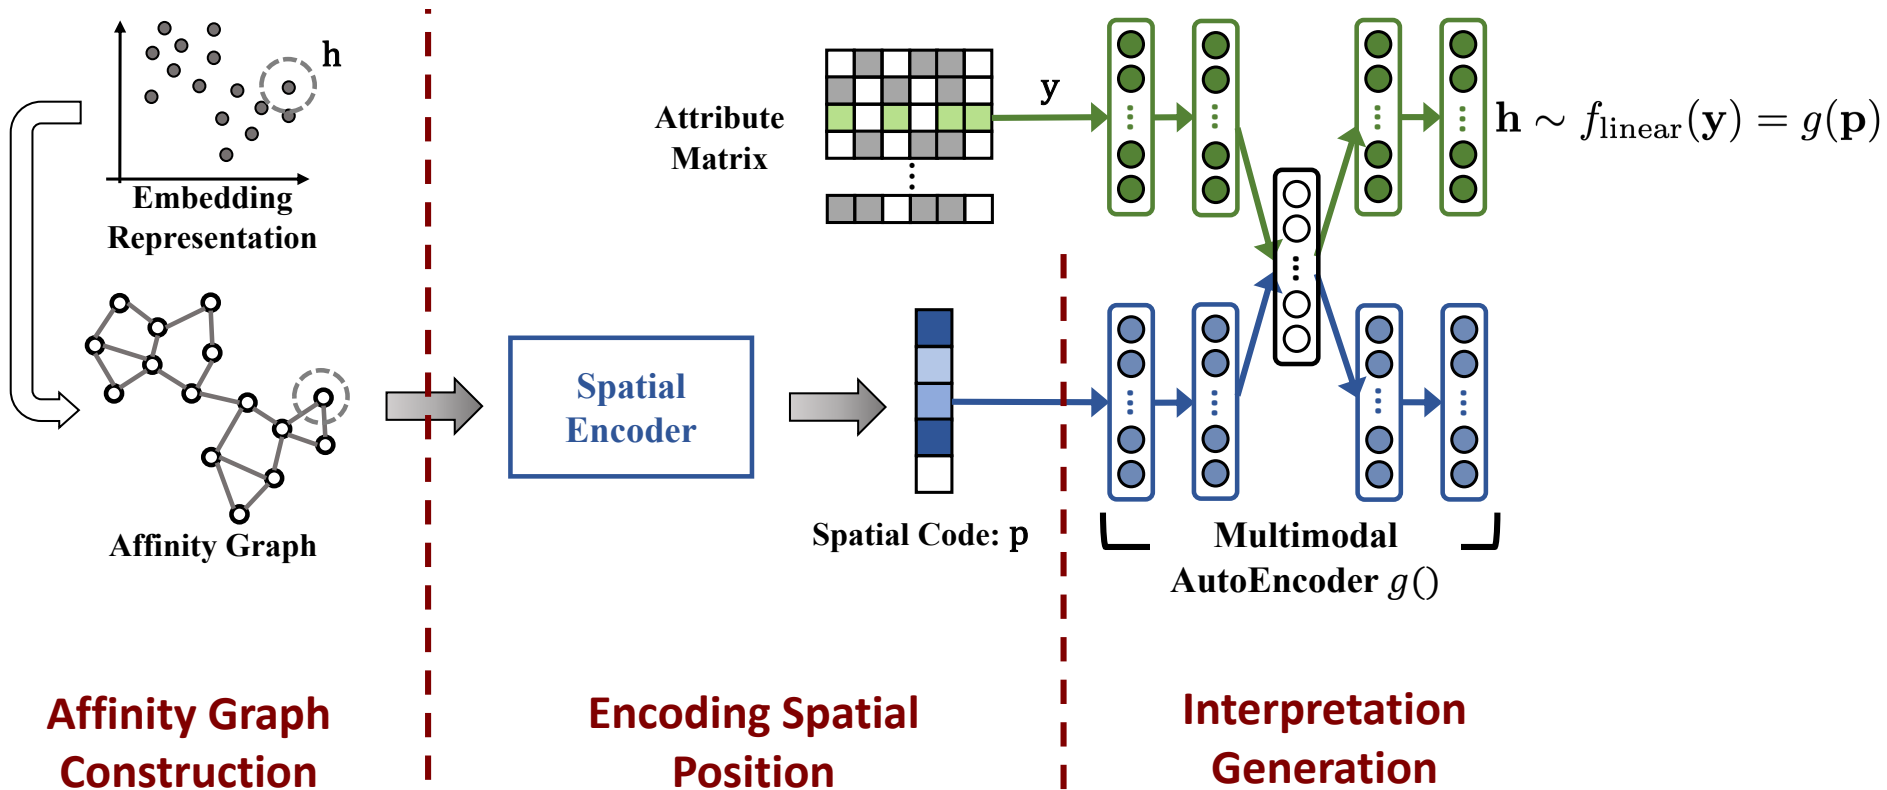 h
Embedding
Representation
Affinity Graph
Affinity Graph
Construction
Attribute
Matrix
y
Spatial
Encoder
Spatial Code: p
Encoding Spatial
Position
h ∼ f_linear(y) = g(p)
Multimodal
AutoEncoder g()
Interpretation
Generation